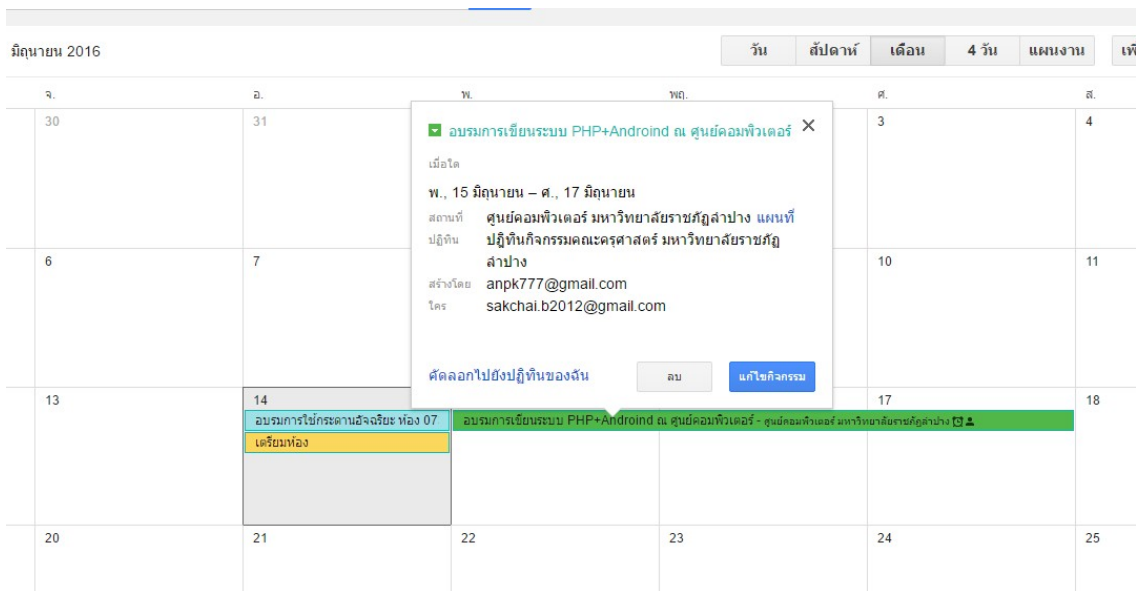 มิถุนายน 2016
วัน สัปดาห์ เดือน 4 วัน แผนงาน
จ. อ. พ. พฤ. ศ. ส.
30 31 3 4
อบรมการเขียนระบบ PHP+Androind ณ ศูนย์คอมพิวเตอร์
เมื่อใด
พ., 15 มิถุนายน – ศ., 17 มิถุนายน
สถานที่ ศูนย์คอมพิวเตอร์ มหาวิทยาลัยราชภัฏลำปาง แผนที่
ปฏิทิน ปฎิทินกิจกรรมคณะครุศาสตร์ มหาวิทยาลัยราชภัฏ
ลำปาง
สร้างโดย anpk777@gmail.com
ใคร sakchai.b2012@gmail.com
คัดลอกไปยังปฏิทินของฉัน ลบ แก้ไขกิจกรรม
6 7 10 11
13 14 17 18
อบรมการใช้กระดานอัจฉริยะ ห้อง 07 อบรมการเขียนระบบ PHP+Androind ณ ศูนย์คอมพิวเตอร์ - ศูนย์คอมพิวเตอร์ มหาวิทยาลัยราชภัฏลำปาง
เตรียมห้อง
20 21 22 23 24 25